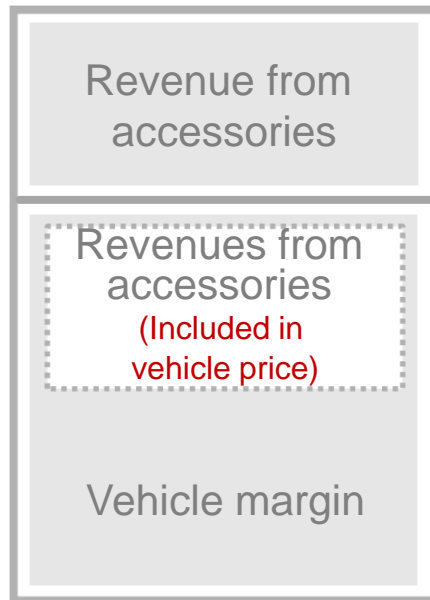 Revenue from
accessories
Revenues from
accessories
(Included in
vehicle price)
Vehicle margin